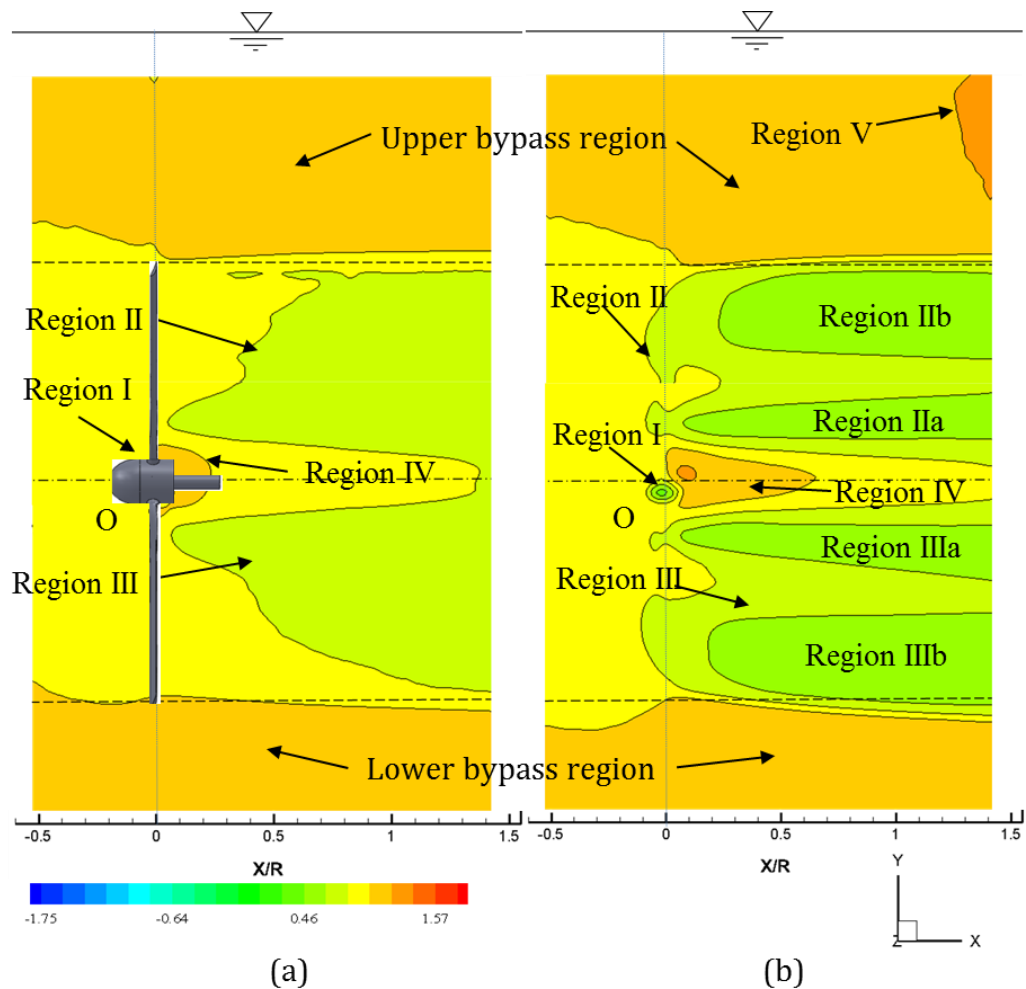 Upper bypass region
Region V
Region II
Region I
Region IV
O
Region III
Region II
Region IIb
Region IIa
Region I
Region IV
O
Region IIIa
Region III
Region IIIb
Lower bypass region
-0.5 0 0.5 1 1.5
X/R
-0.5 0 0.5 1 1.5
X/R
-1.75 -0.64 0.46 1.57
Y
Z X
(a) (b)